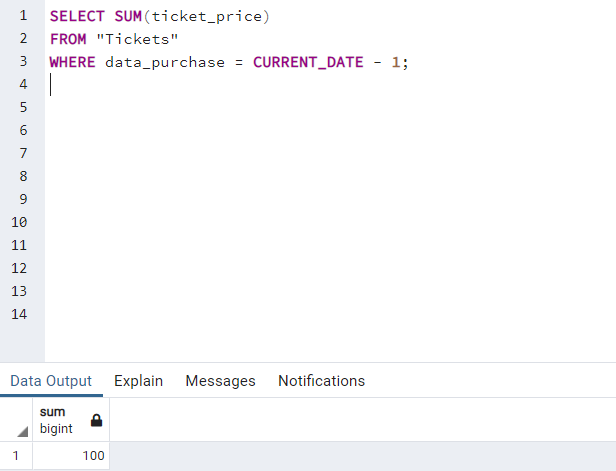 1 SELECT SUM(ticket_price)
2 FROM "Tickets"
3 WHERE data_purchase = CURRENT_DATE - 1;
4
5
6
7
8
9
10
11
12
13
14
Data Output Explain Messages Notifications
sum
bigint
1 100